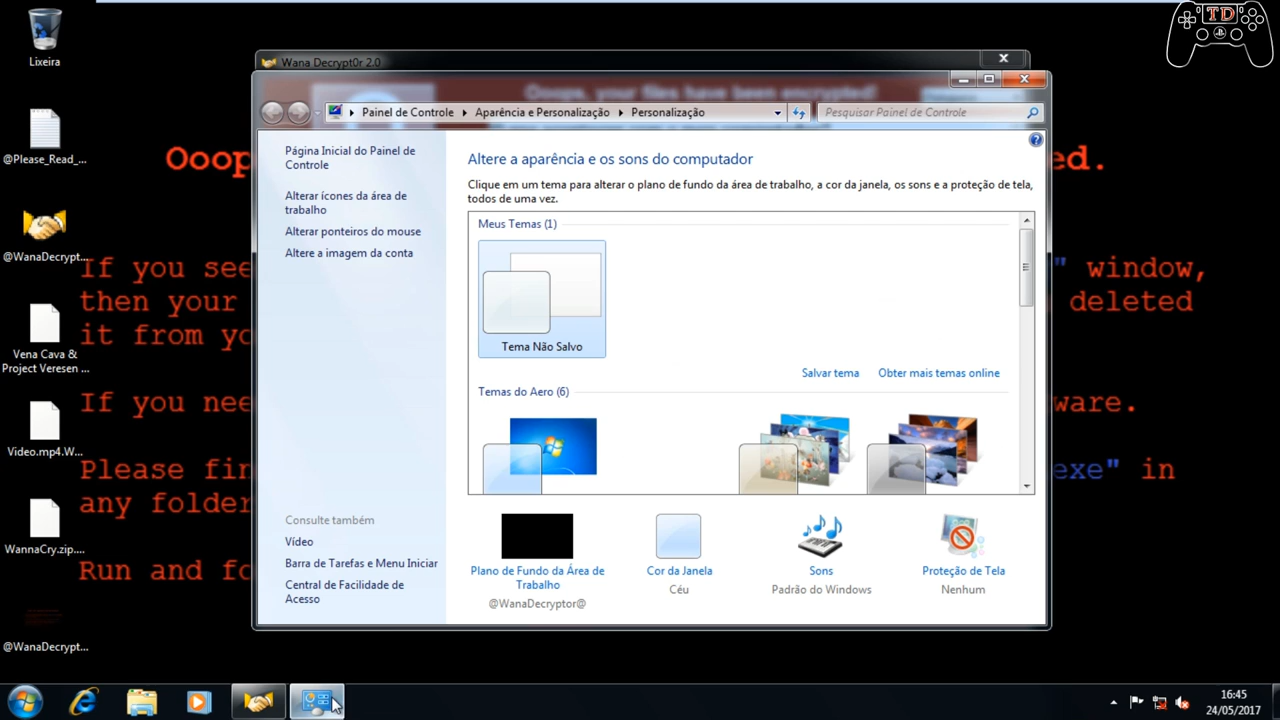 TD
Lixeira
@Please_Read_...
@WanaDecrypt...
Vena Cava &
Project Veresen ...
Video.mp4.W...
WannaCry.zip....
@WanaDecrypt...
Wana Decrypt0r 2.0
Ooops, your files have been encrypted!
Painel de Controle
Aparência e Personalização
Personalização
Pesquisar Painel de Controle
Página Inicial do Painel de
Controle
Alterar ícones da área de
trabalho
Alterar ponteiros do mouse
Altere a imagem da conta
Consulte também
Vídeo
Barra de Tarefas e Menu Iniciar
Central de Facilidade de
Acesso
Altere a aparência e os sons do computador
Clique em um tema para alterar o plano de fundo da área de trabalho, a cor da janela, os sons e a proteção de tela,
todos de uma vez.
Meus Temas (1)
Tema Não Salvo
Salvar tema
Obter mais temas online
Temas do Aero (6)
Plano de Fundo da Área de
Trabalho
@WanaDecryptor@
Cor da Janela
Céu
Sons
Padrão do Windows
Proteção de Tela
Nenhum
Ooop
ed.
If you see
" window,
then your
deleted
it from yo
If you nee
ware.
Please fin
exe" in
any folder
Run and fo
16:45
24/05/2017